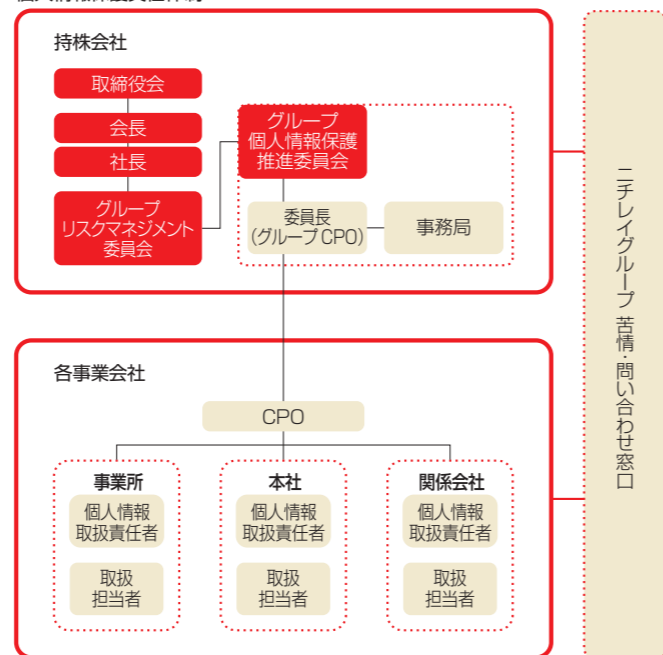 持株会社
取締役会
会長
社長
グループ
リスクマネジメント
委員会
グループ
個人情報保護
推進委員会
委員長
(グループCPO)
事務局
各事業会社
CPO
事業所
個人情報
取扱責任者
取扱
担当者
本社
個人情報
取扱責任者
取扱
担当者
関係会社
個人情報
取扱責任者
取扱
担当者
ニチレイグループ 苦情・問い合わせ窓口